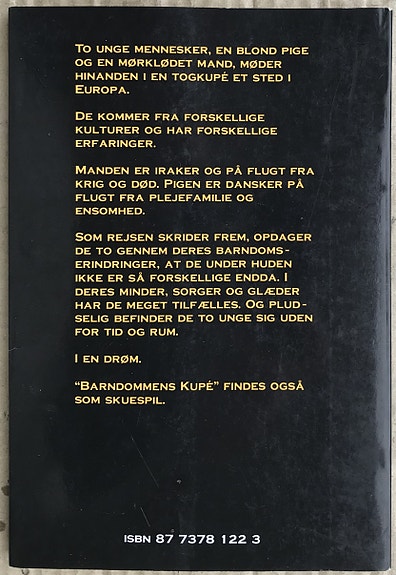 To unge mennesker, en blond pige
og en mørklødet mand, møder
hinanden i en togkupé et sted i
Europa.
De kommer fra forskellige
kulturer og har forskellige
erfaringer.
Manden er iraker og på flugt fra
krig og død. Pigen er dansker på
flugt fra plejefamilie og
ensomhed.
Som rejsen skrider frem, opdager
de to gennem deres barndoms-
erindringer, at de under huden
ikke er så forskellige endda. I
deres minder, sorger og glæder
har de meget tilfælles. Og plud-
selig befinder de to unge sig uden
for tid og rum.
I en drøm.
“Barndommens Kupé” findes også
som skuespil.
ISBN 87 7378 122 3